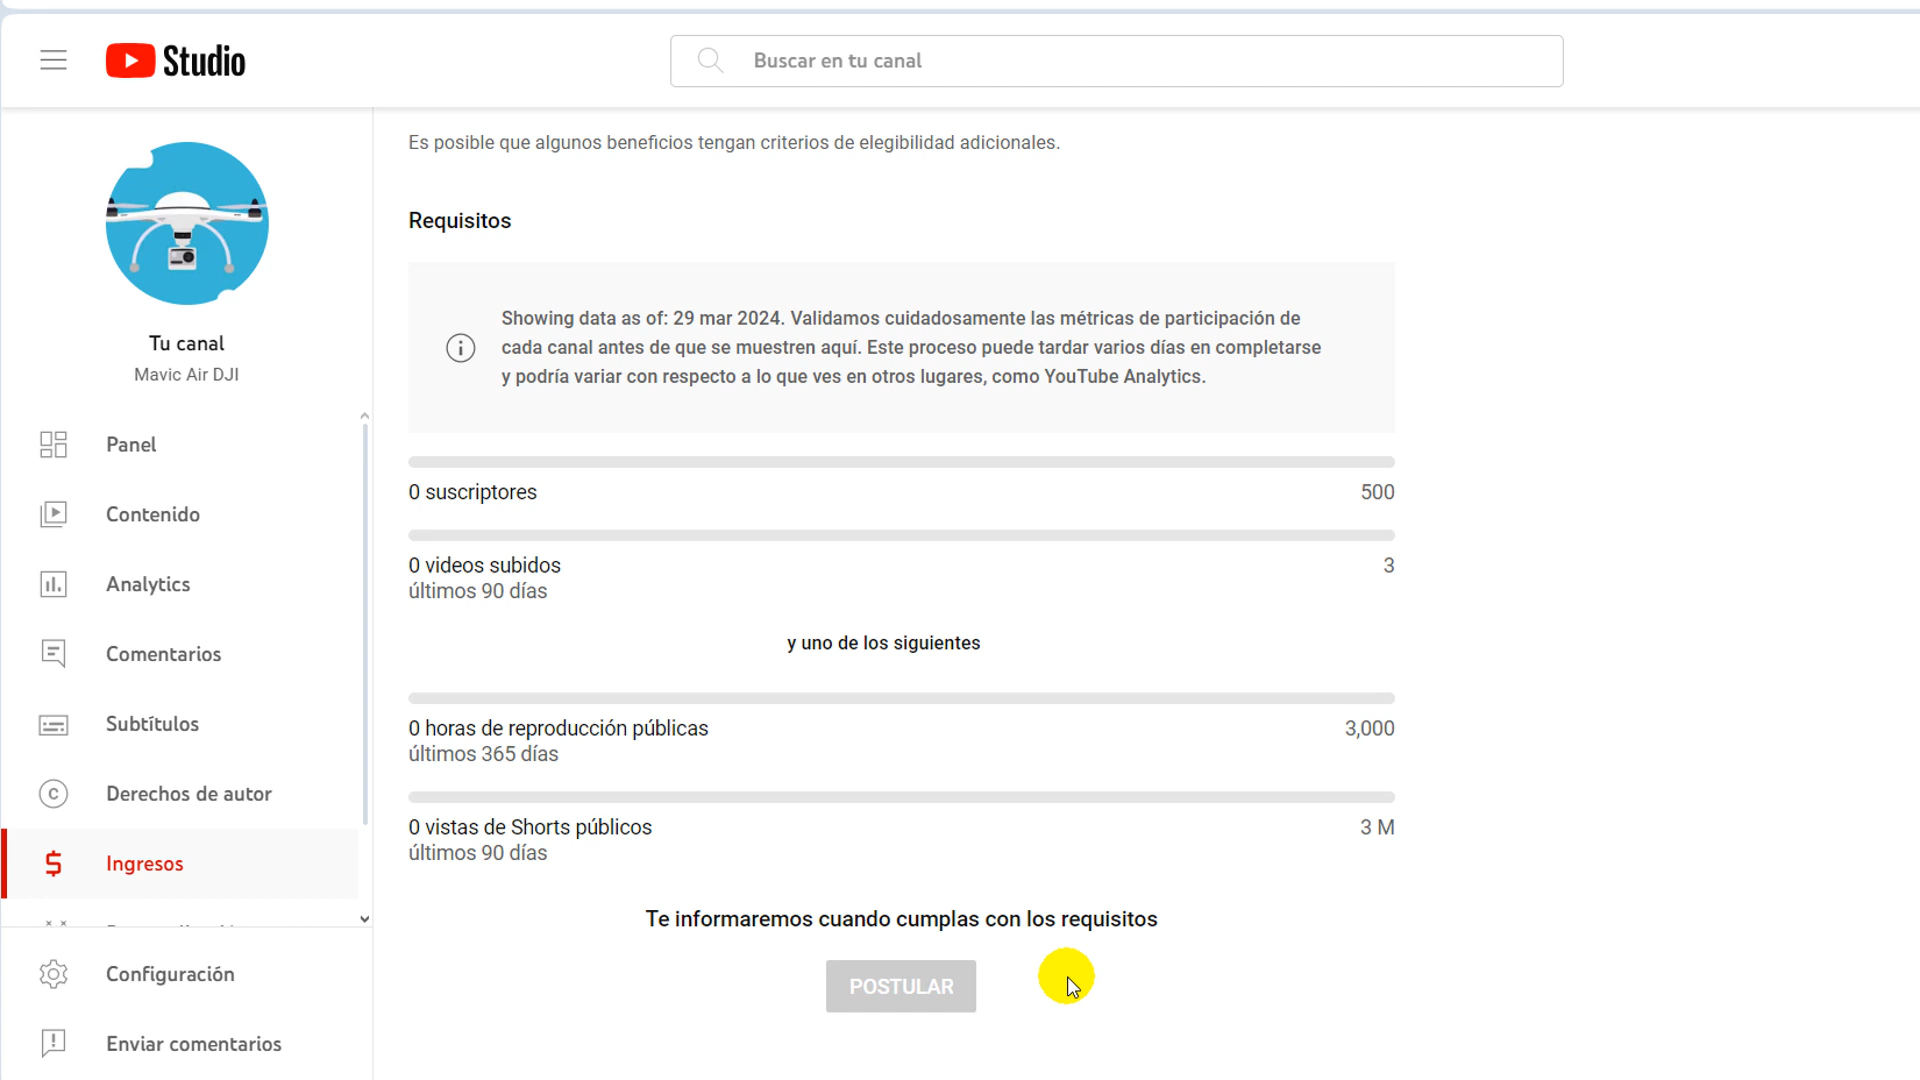 Studio
Buscar en tu canal
Tu canal
Mavic Air DJI
Panel
Contenido
Analytics
Comentarios
Subtítulos
Derechos de autor
Ingresos
Configuración
Enviar comentarios
Es posible que algunos beneficios tengan criterios de elegibilidad adicionales.
Requisitos
Showing data as of: 29 mar 2024. Validamos cuidadosamente las métricas de participación de
cada canal antes de que se muestren aquí. Este proceso puede tardar varios días en completarse
y podría variar con respecto a lo que ves en otros lugares, como YouTube Analytics.
0 suscriptores 500
0 videos subidos 3
últimos 90 días
y uno de los siguientes
0 horas de reproducción públicas 3,000
últimos 365 días
0 vistas de Shorts públicos 3 M
últimos 90 días
Te informaremos cuando cumplas con los requisitos
POSTULAR